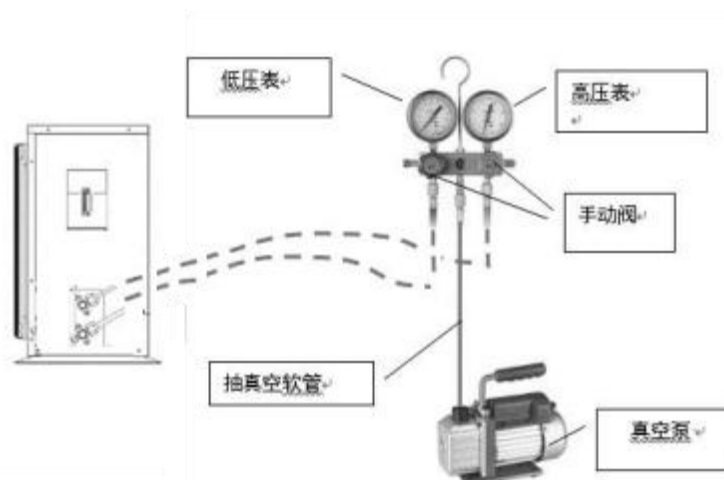 低压表
高压表
手动阀
抽真空软管
真空泵